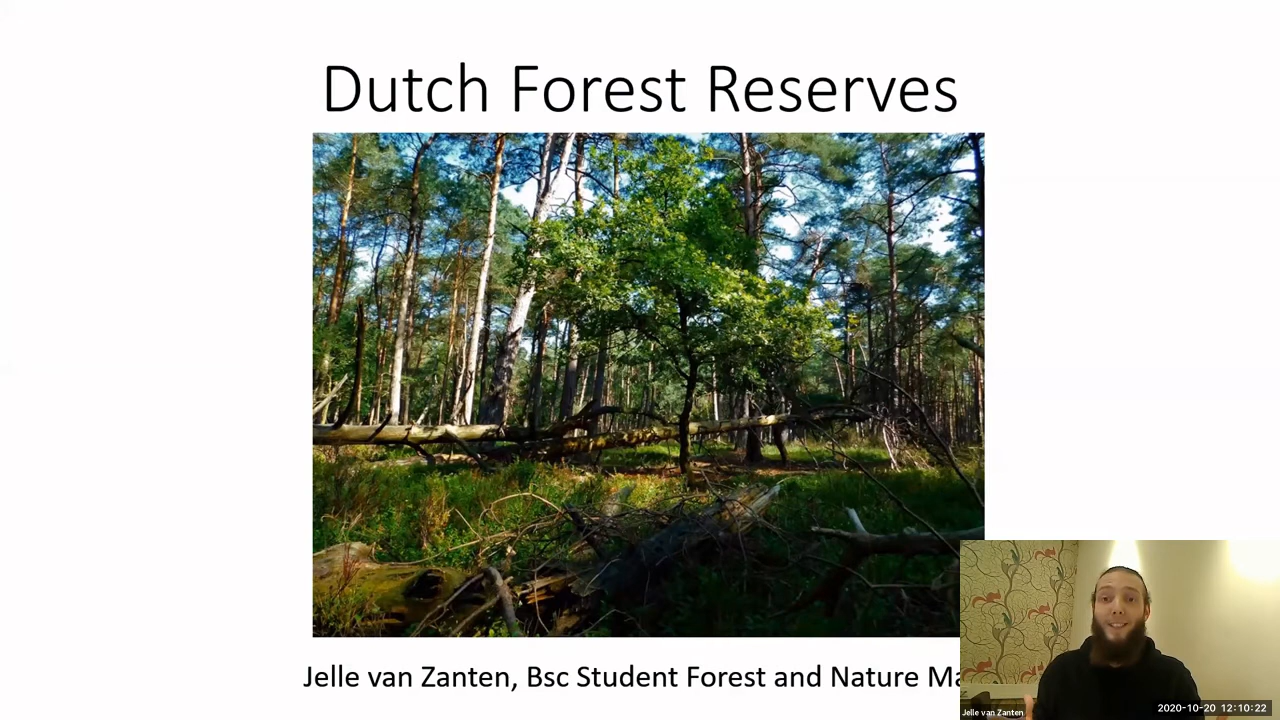 Dutch Forest Reserves
Jelle van Zanten, Bsc Student Forest and Nature Ma
Jelle van Zanten
2020-10-20 12:10:22